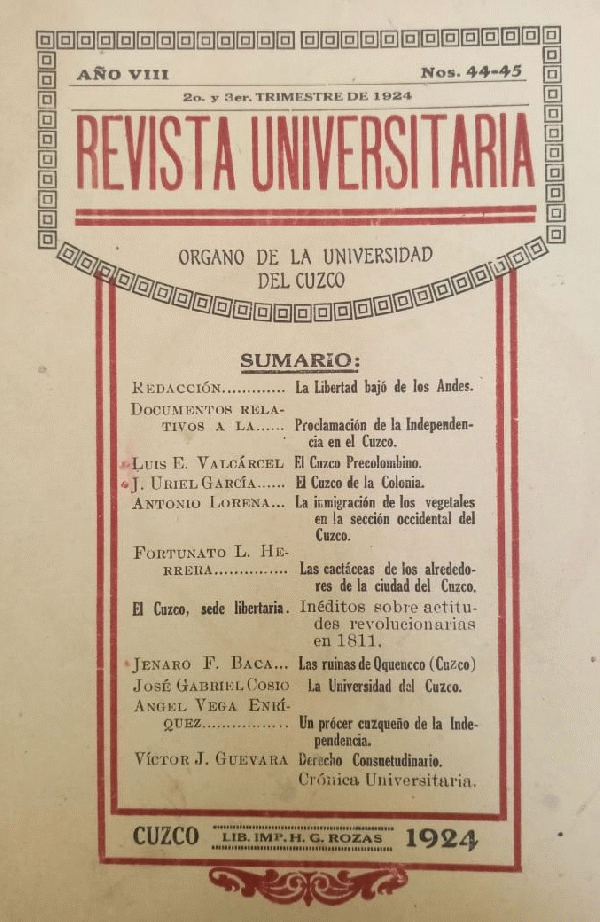 AÑO VIII Nos. 44-45
2o. y 3er. TRIMESTRE DE 1924
REVISTA UNIVERSITARIA
ORGANO DE LA UNIVERSIDAD
DEL CUZCO
SUMARIO:
REDACCIÓN............. La Libertad bajó de los Andes.
DOCUMENTOS RELA-
TIVOS A LA...... Proclamación de la Independen-
cia en el Cuzco.
LUIS E. VALCÁRCEL El Cuzco Precolombino.
J. URIEL GARCÍA...... El Cuzco de la Colonia.
ANTONIO LORENA... La inmigración de los vegetales
en la sección occidental del
Cuzco.
FORTUNATO L. HE-
RRERA............... Las cactáceas de los alrededo-
res de la ciudad del Cuzco.
El Cuzco, sede libertaria. Inéditos sobre actitu-
des revolucionarias
en 1811.
JENARO F. BACA... Las ruinas de Qquencco (Cuzco)
JOSÉ GABRIEL COSIO La Universidad del Cuzco.
ANGEL VEGA ENRÍ-
QUEZ................ Un prócer cuzqueño de la Inde-
pendencia.
VÍCTOR J. GUEVARA Derecho Consuetudinario.
Crónica Universitaria.
CUZCO LIB. IMP. H. G. ROZAS 1924